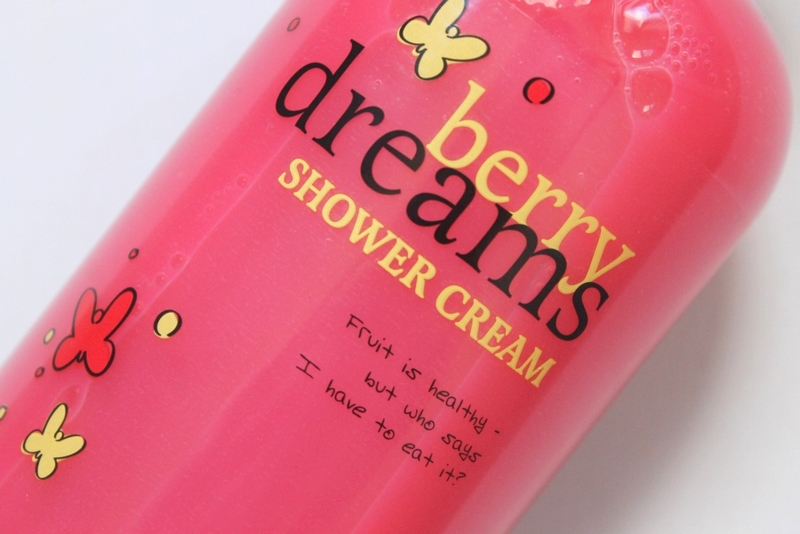 berry
dreams
SHOWER CREAM
Fruit is healthy -
but who says
I have to eat it?